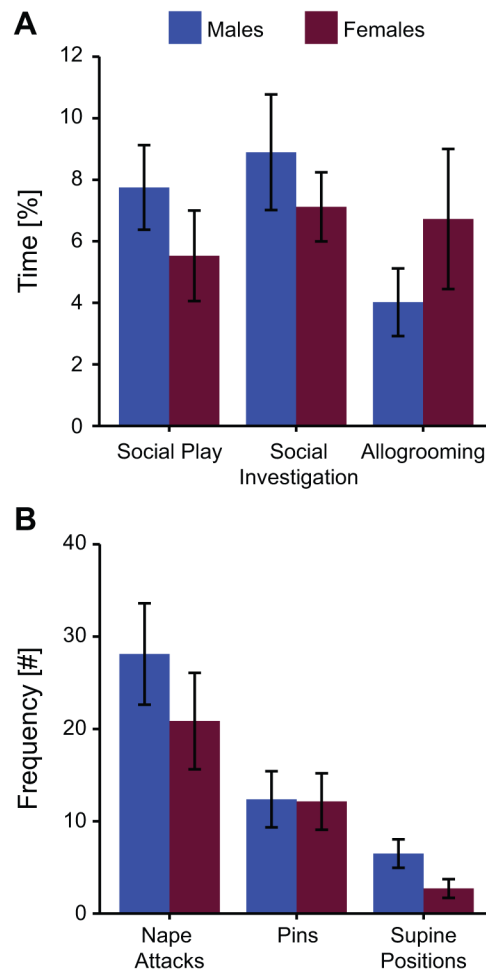 A
Males Females
12
10
8
6
4
2
0
Time [%]
Social Play Social Allogrooming
Investigation
B
40
30
20
10
0
Frequency [#]
Nape Pins Supine
Attacks Positions